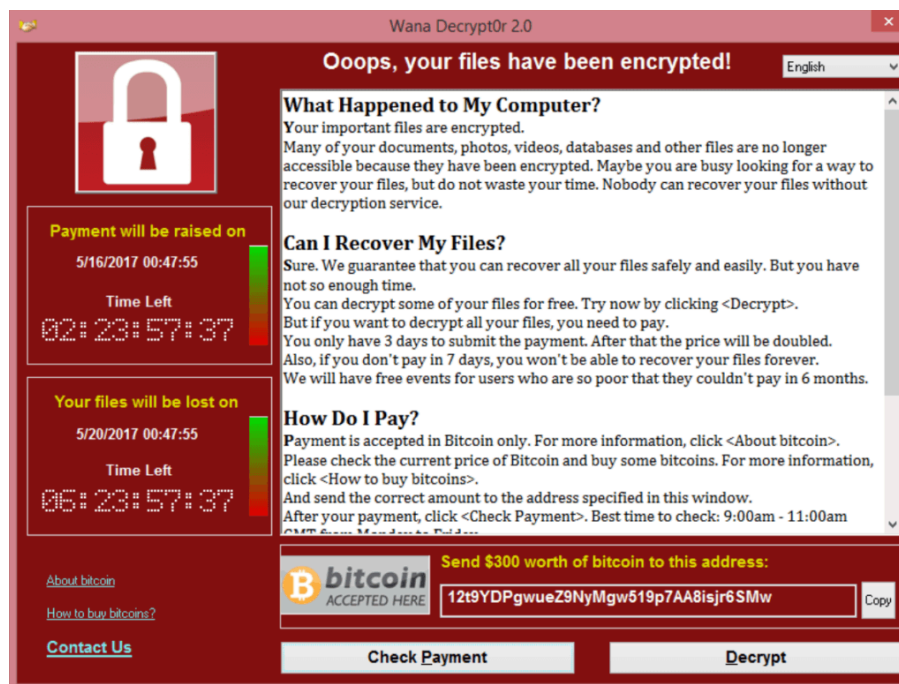 Wana Decrypt0r 2.0
Ooops, your files have been encrypted!
English
Payment will be raised on
5/16/2017 00:47:55
Time Left
02:23:57:37
Your files will be lost on
5/20/2017 00:47:55
Time Left
06:23:57:37
About bitcoin
How to buy bitcoins?
Contact Us
What Happened to My Computer?
Your important files are encrypted.
Many of your documents, photos, videos, databases and other files are no longer
accessible because they have been encrypted. Maybe you are busy looking for a way to
recover your files, but do not waste your time. Nobody can recover your files without
our decryption service.
Can I Recover My Files?
Sure. We guarantee that you can recover all your files safely and easily. But you have
not so enough time.
You can decrypt some of your files for free. Try now by clicking <Decrypt>.
But if you want to decrypt all your files, you need to pay.
You only have 3 days to submit the payment. After that the price will be doubled.
Also, if you don't pay in 7 days, you won't be able to recover your files forever.
We will have free events for users who are so poor that they couldn't pay in 6 months.
How Do I Pay?
Payment is accepted in Bitcoin only. For more information, click <About bitcoin>.
Please check the current price of Bitcoin and buy some bitcoins. For more information,
click <How to buy bitcoins>.
And send the correct amount to the address specified in this window.
After your payment, click <Check Payment>. Best time to check: 9:00am - 11:00am
GMT from Monday to Friday
bitcoin
ACCEPTED HERE
Send $300 worth of bitcoin to this address:
12t9YDPgwueZ9NyMgw519p7AA8isjr6SMw
Copy
Check Payment
Decrypt